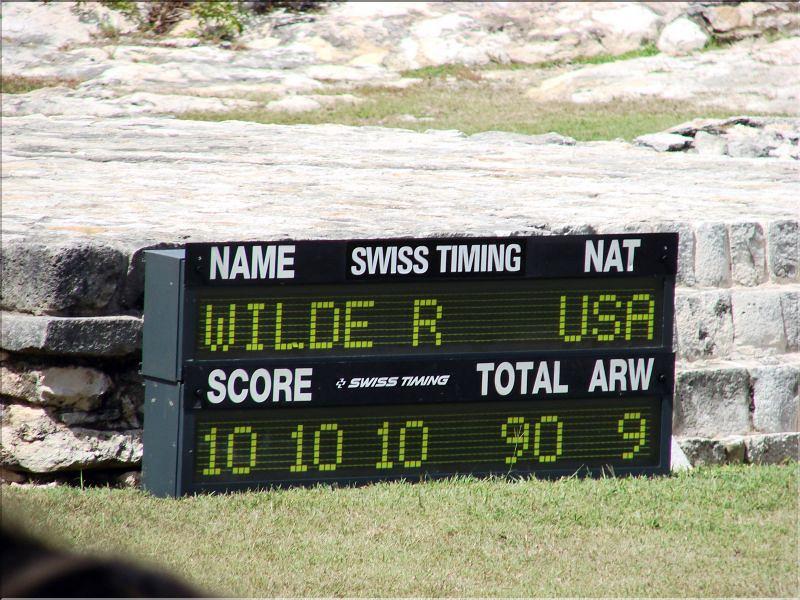 NAME SWISS TIMING NAT
WILDE R USA
SCORE SWISS TIMING TOTAL ARW
10 10 10 90 9